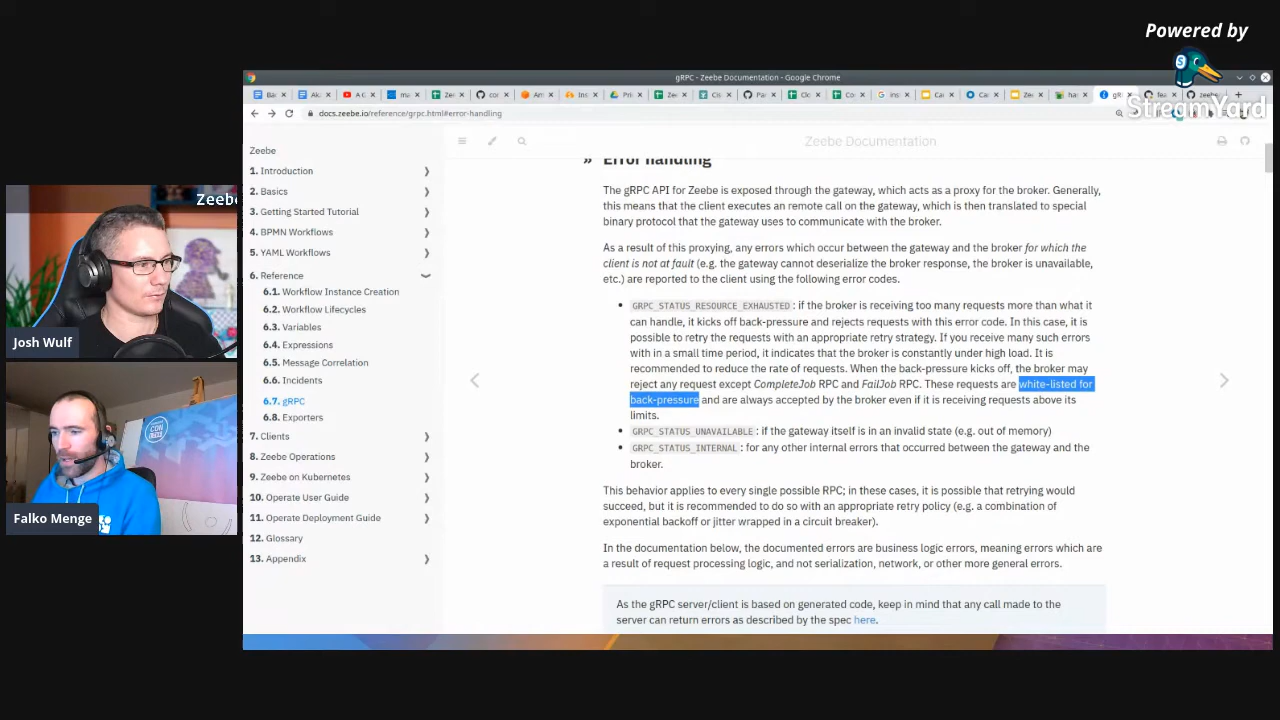 Powered by
StreamYard
gRPC - Zeebe Documentation - Google Chrome
docs.zeebe.io/reference/grpc.html#error-handling
Zeebe
1. Introduction
2. Basics
3. Getting Started Tutorial
4. BPMN Workflows
5. YAML Workflows
6. Reference
6.1. Workflow Instance Creation
6.2. Workflow Lifecycles
6.3. Variables
6.4. Expressions
6.5. Message Correlation
6.6. Incidents
6.7. gRPC
6.8. Exporters
7. Clients
8. Zeebe Operations
9. Zeebe on Kubernetes
10. Operate User Guide
11. Operate Deployment Guide
12. Glossary
13. Appendix
Zeebe Documentation
» Error handling
The gRPC API for Zeebe is exposed through the gateway, which acts as a proxy for the broker. Generally,
this means that the client executes an remote call on the gateway, which is then translated to special
binary protocol that the gateway uses to communicate with the broker.
As a result of this proxying, any errors which occur between the gateway and the broker for which the
client is not at fault (e.g. the gateway cannot deserialize the broker response, the broker is unavailable,
etc.) are reported to the client using the following error codes.
• GRPC_STATUS_RESOURCE_EXHAUSTED : if the broker is receiving too many requests more than what it
can handle, it kicks off back-pressure and rejects requests with this error code. In this case, it is
possible to retry the requests with an appropriate retry strategy. If you receive many such errors
with in a small time period, it indicates that the broker is constantly under high load. It is
recommended to reduce the rate of requests. When the back-pressure kicks off, the broker may
reject any request except CompleteJob RPC and FailJob RPC. These requests are white-listed for
back-pressure and are always accepted by the broker even if it is receiving requests above its
limits.
• GRPC_STATUS_UNAVAILABLE : if the gateway itself is in an invalid state (e.g. out of memory)
• GRPC_STATUS_INTERNAL : for any other internal errors that occurred between the gateway and the
broker.
This behavior applies to every single possible RPC; in these cases, it is possible that retrying would
succeed, but it is recommended to do so with an appropriate retry policy (e.g. a combination of
exponential backoff or jitter wrapped in a circuit breaker).
In the documentation below, the documented errors are business logic errors, meaning errors which are
a result of request processing logic, and not serialization, network, or other more general errors.
As the gRPC server/client is based on generated code, keep in mind that any call made to the
server can return errors as described by the spec here.
Zeebe
Josh Wulf
Falko Menge